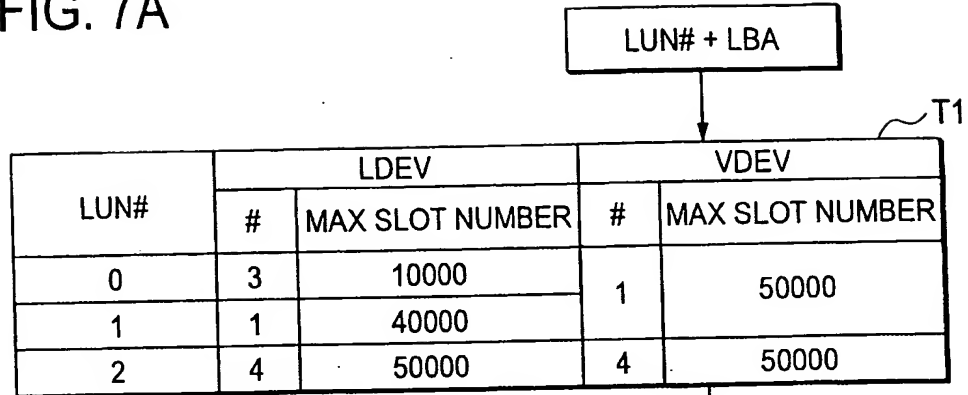 FIG. 7A
LUN# + LBA
T1
LUN# LDEV VDEV
# MAX SLOT NUMBER # MAX SLOT NUMBER
0 3 10000 1 50000
1 1 40000
2 4 50000 4 50000